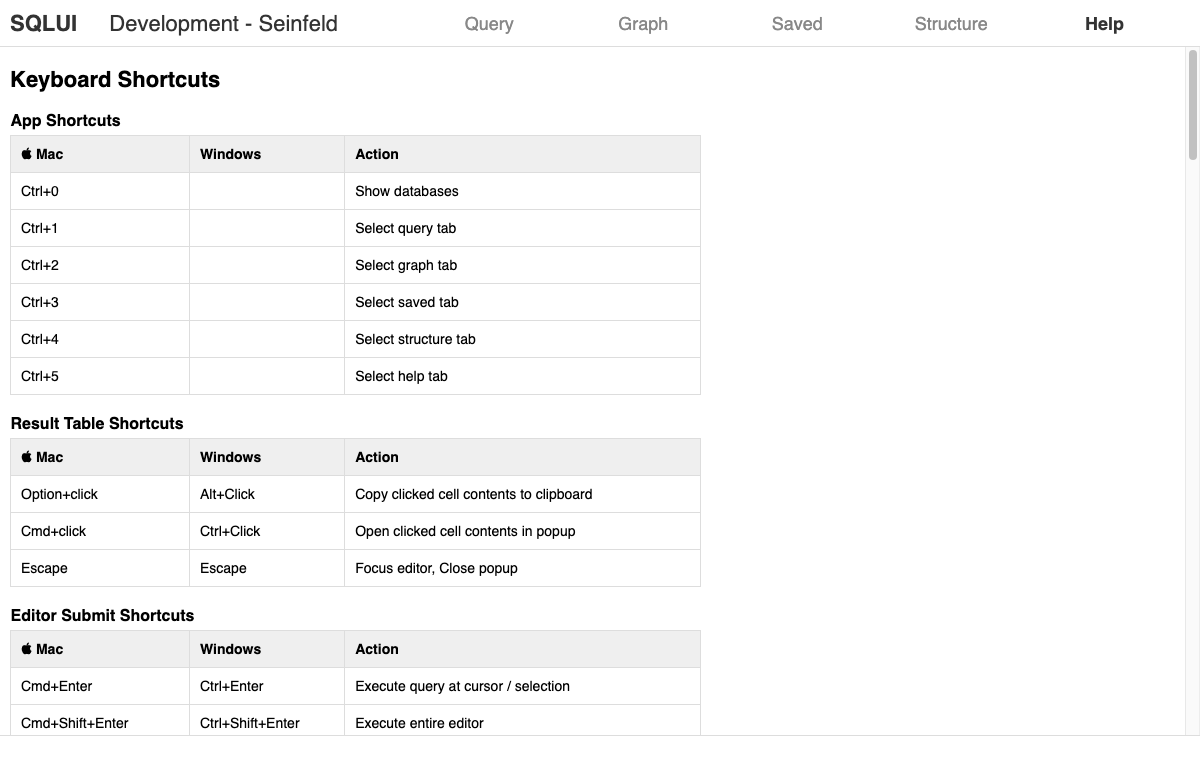 SQLUI Development - Seinfeld Query Graph Saved Structure Help
Keyboard Shortcuts
App Shortcuts
Mac Windows Action
Ctrl+0 Show databases
Ctrl+1 Select query tab
Ctrl+2 Select graph tab
Ctrl+3 Select saved tab
Ctrl+4 Select structure tab
Ctrl+5 Select help tab
Result Table Shortcuts
Mac Windows Action
Option+click Alt+Click Copy clicked cell contents to clipboard
Cmd+click Ctrl+Click Open clicked cell contents in popup
Escape Escape Focus editor, Close popup
Editor Submit Shortcuts
Mac Windows Action
Cmd+Enter Ctrl+Enter Execute query at cursor / selection
Cmd+Shift+Enter Ctrl+Shift+Enter Execute entire editor